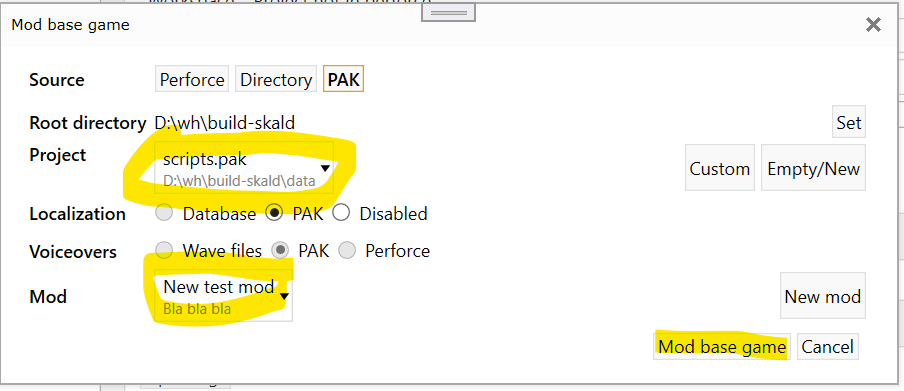 Mod base game
Source Perforce Directory PAK
Root directory D:\wh\build-skald Set
Project scripts.pak Custom Empty/New
D:\wh\build-skald\data
Localization Database PAK Disabled
Voiceovers Wave files PAK Perforce
Mod New test mod New mod
Bla bla bla
Mod base game Cancel